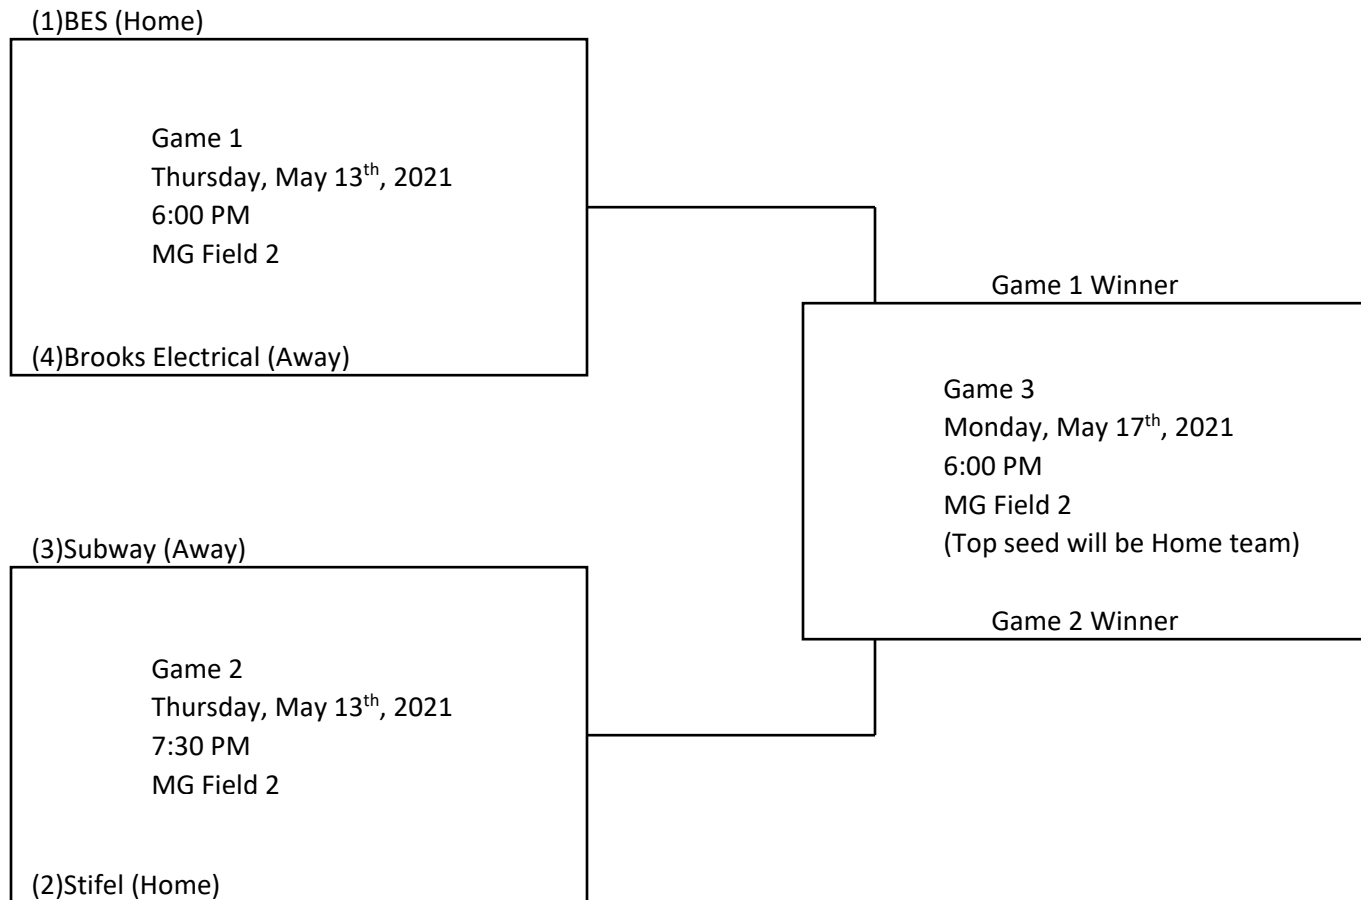 (1)BES (Home)
Game 1
Thursday, May 13th, 2021
6:00 PM
MG Field 2
(4)Brooks Electrical (Away)
Game 1 Winner
Game 3
Monday, May 17th, 2021
6:00 PM
MG Field 2
(Top seed will be Home team)
Game 2 Winner
(3)Subway (Away)
Game 2
Thursday, May 13th, 2021
7:30 PM
MG Field 2
(2)Stifel (Home)